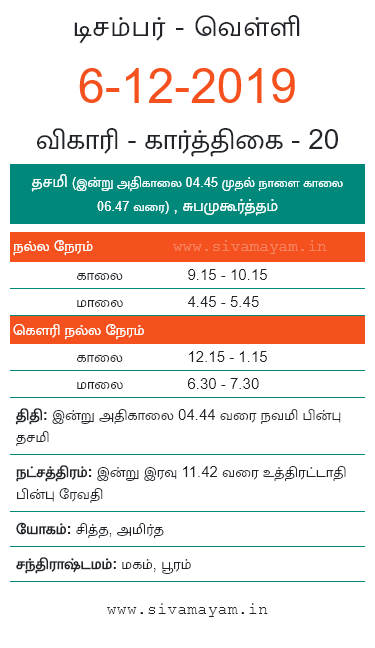 டிசம்பர் - வெள்ளி
6-12-2019
விகாரி - கார்த்திகை - 20
தசமி (இன்று அதிகாலை 04.45 முதல் நாளை காலை
06.47 வரை) , சுபமுகூர்த்தம்
நல்ல நேரம் www.sivamayam.in
காலை 9.15 - 10.15
மாலை 4.45 - 5.45
கௌரி நல்ல நேரம்
காலை 12.15 - 1.15
மாலை 6.30 - 7.30
திதி: இன்று அதிகாலை 04.44 வரை நவமி பின்பு
தசமி
நட்சத்திரம்: இன்று இரவு 11.42 வரை உத்திரட்டாதி
பின்பு ரேவதி
யோகம்: சித்த, அமிர்த
சந்திராஷ்டமம்: மகம், பூரம்
www.sivamayam.in